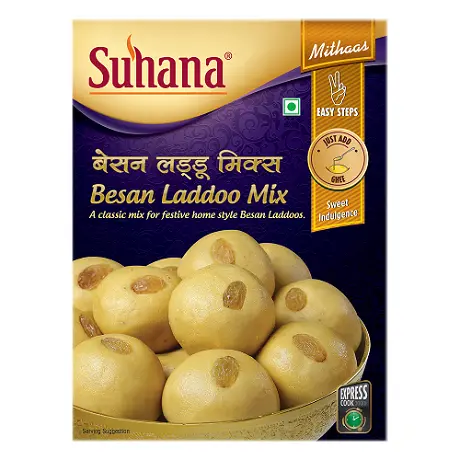 Suhana®
Mithaas
EASY STEPS
JUST ADD
GHEE
Sweet
Indulgence
बेसन लड्डू मिक्स
Besan Laddoo Mix
A classic mix for festive home style Besan Laddoos.
EXPRESS
COOK
Serving Suggestion